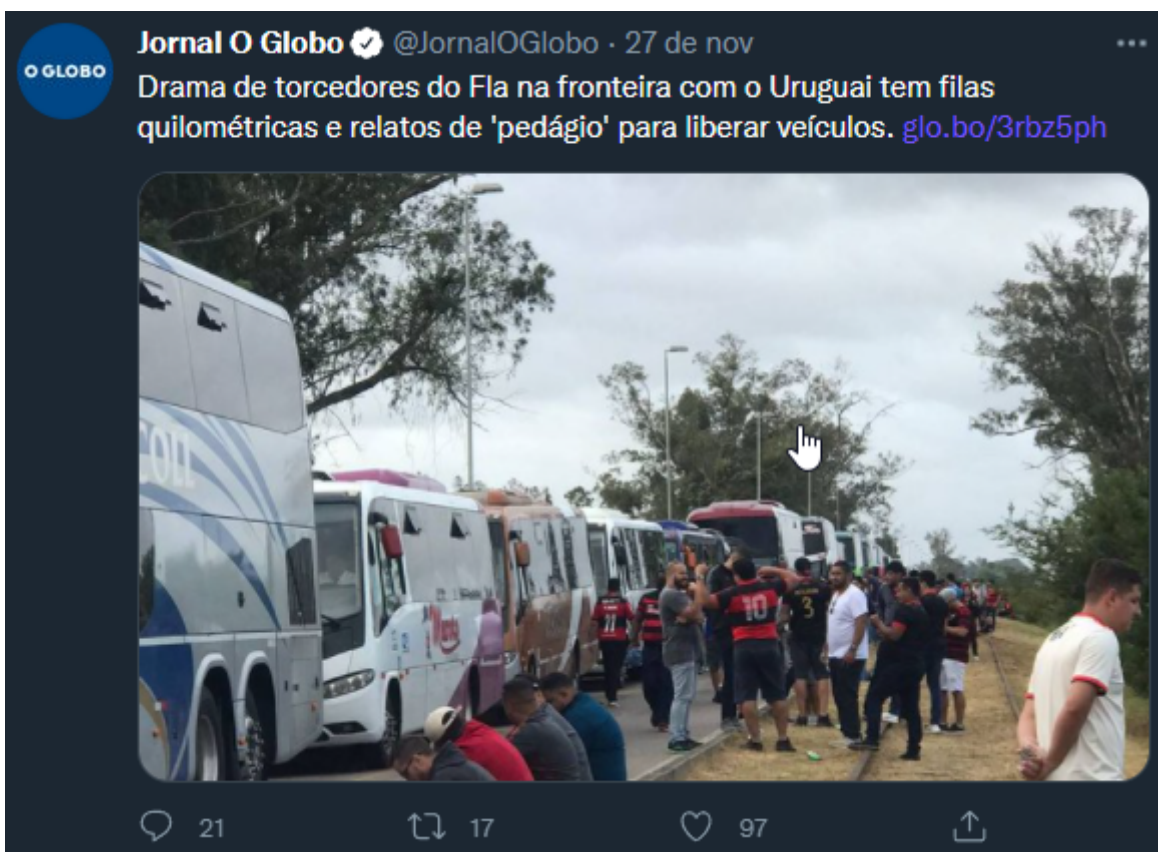 O GLOBO
Jornal O Globo @JornalOGlobo · 27 de nov
Drama de torcedores do Fla na fronteira com o Uruguai tem filas
quilométricas e relatos de 'pedágio' para liberar veículos. glo.bo/3rbz5ph
11
10
3
21
17
97